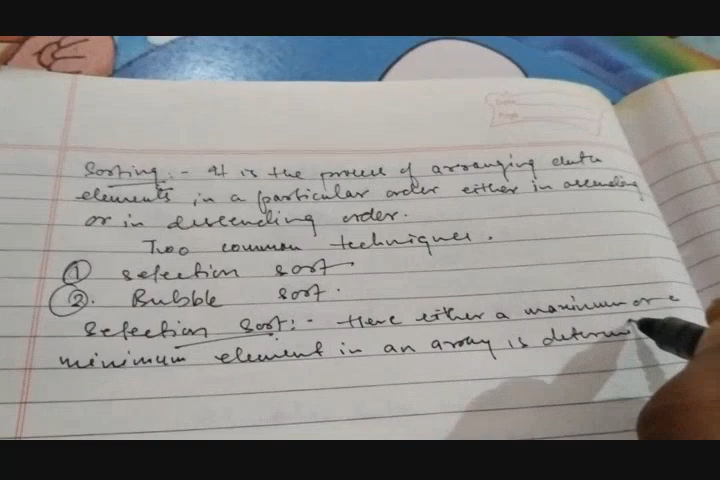 Sorting :- It is the process of arranging data
elements in a particular order either in ascending
or in descending order.
Two common techniques.
① selection sort
②. Bubble sort.
Selection Sort :- Here either a maximum or a
minimum element in an array is determi